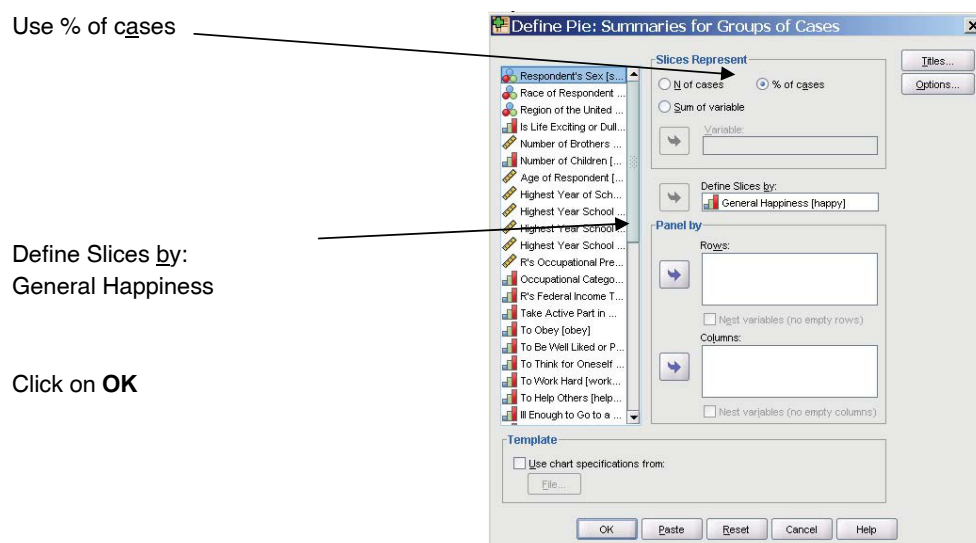 Use % of cases
Define Slices by:
General Happiness
Click on OK
Define Pie: Summaries for Groups of Cases
Respondent's Sex [s...
Race of Respondent ...
Region of the United ...
Is Life Exciting or Dull...
Number of Brothers ...
Number of Children [...
Age of Respondent [...
Highest Year of Sch...
Highest Year School ...
Highest Year School ...
Highest Year School ...
R's Occupational Pre...
Occupational Catego...
R's Federal Income T...
Take Active Part in ...
To Obey [obey]
To Be Well Liked or P...
To Think for Oneself ...
To Work Hard [work...
To Help Others [help...
Ill Enough to Go to a ...
Slices Represent
N of cases
% of cases
Sum of variable
Variable:
Define Slices by:
General Happiness [happy]
Panel by
Rows:
Nest variables (no empty rows)
Columns:
Nest variables (no empty columns)
Titles...
Options...
Template
Use chart specifications from:
File...
OK Paste Reset Cancel Help